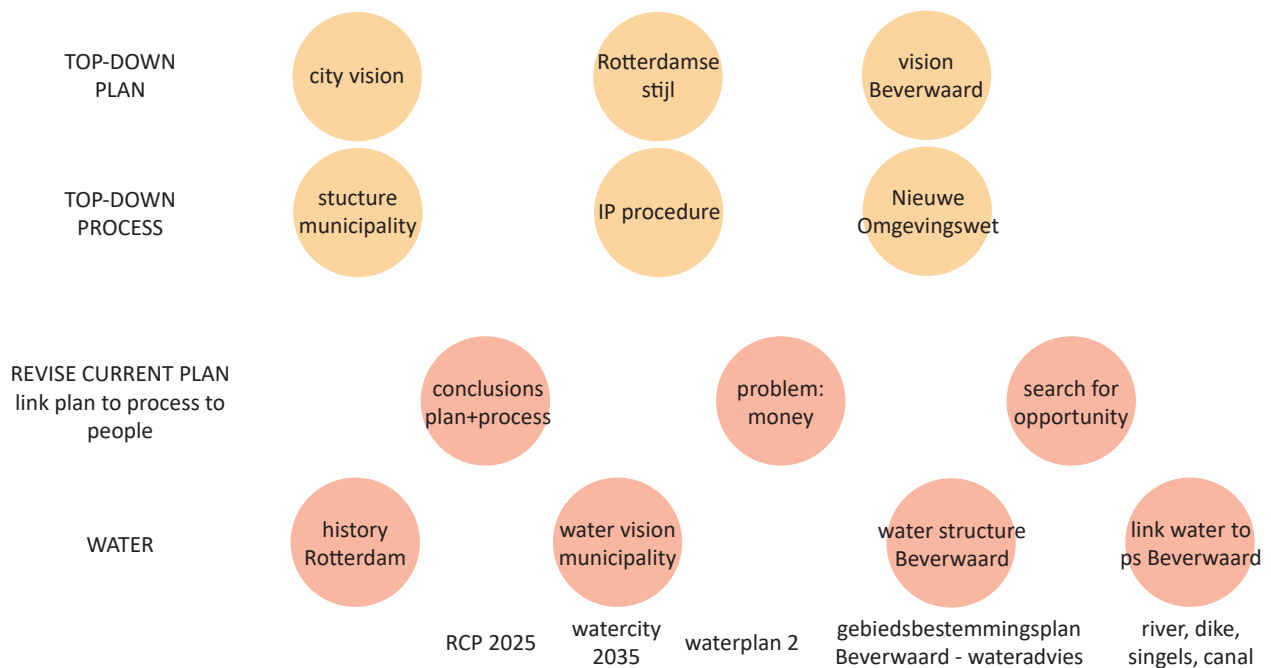 TOP-DOWN
PLAN
city vision
Rotterdamse
stijl
vision
Beverwaard
TOP-DOWN
PROCESS
stucture
municipality
IP procedure
Nieuwe
Omgevingswet
REVISE CURRENT PLAN
link plan to process to
people
conclusions
plan+process
problem:
money
search for
opportunity
WATER
history
Rotterdam
water vision
municipality
water structure
Beverwaard
link water to
ps Beverwaard
RCP 2025
watercity
2035
waterplan 2
gebiedsbestemmingsplan
Beverwaard - wateradvies
river, dike,
singels, canal